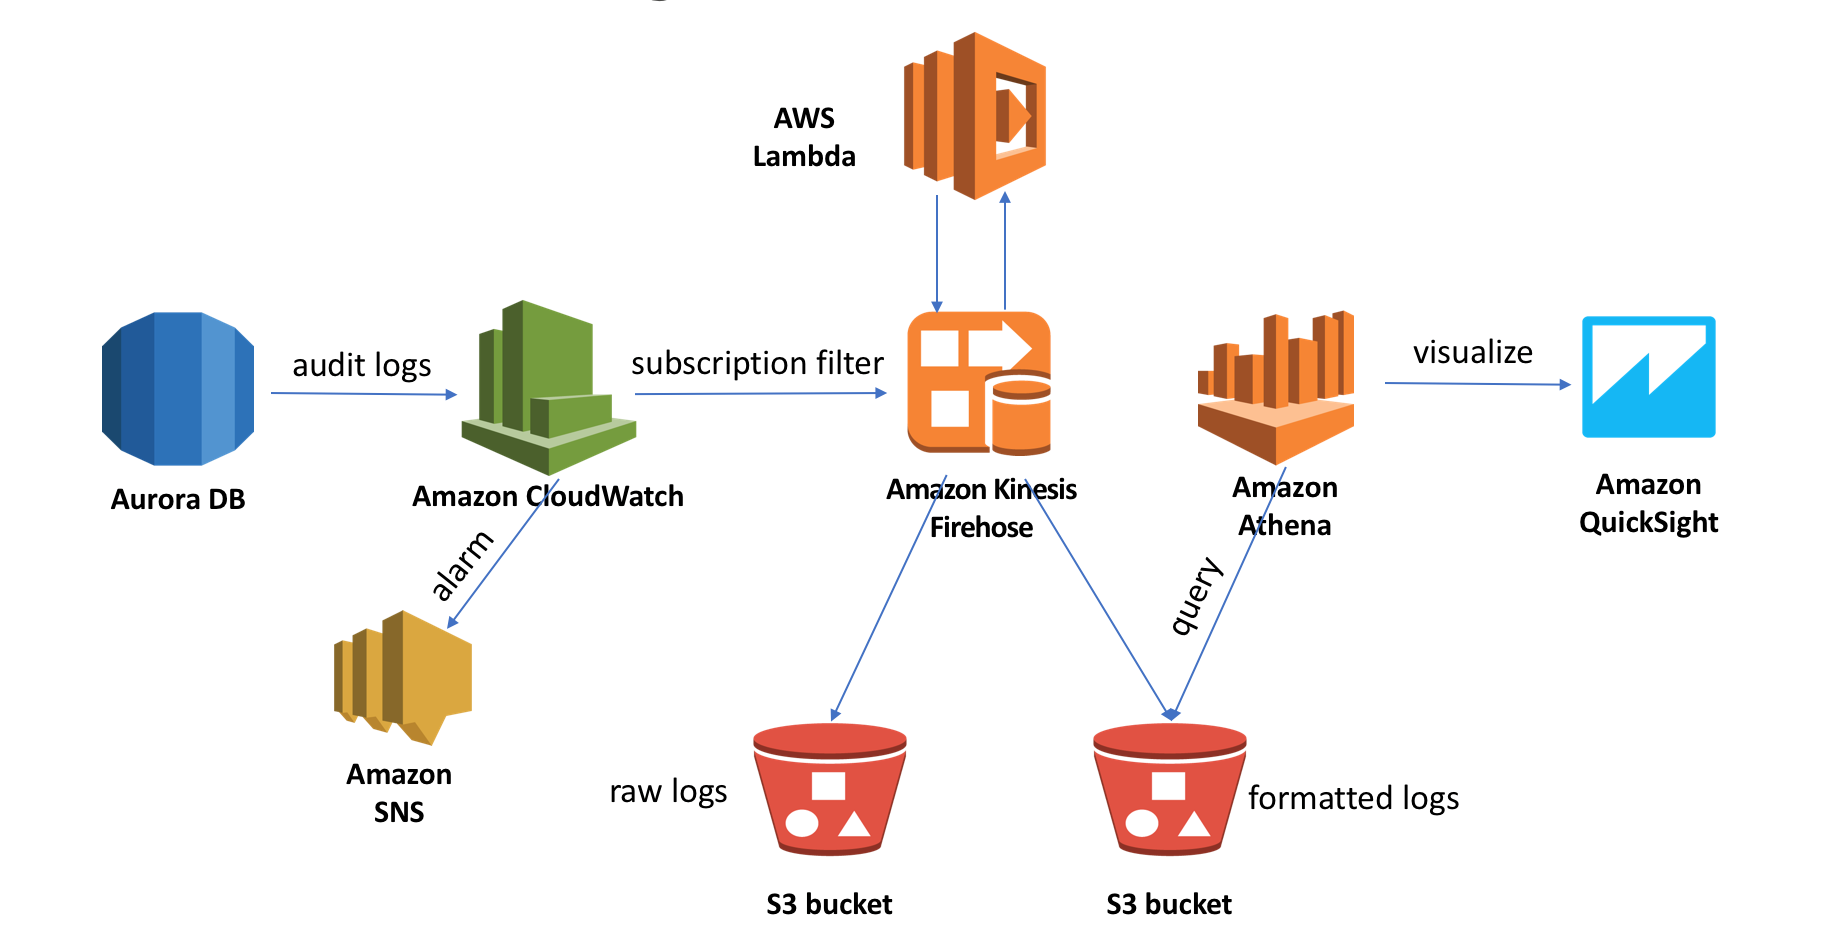 AWS
Lambda
audit logs
subscription filter
visualize
Aurora DB
Amazon CloudWatch
Amazon Kinesis
Firehose
Amazon
Athena
Amazon
QuickSight
alarm
query
Amazon
SNS
raw logs
formatted logs
S3 bucket
S3 bucket